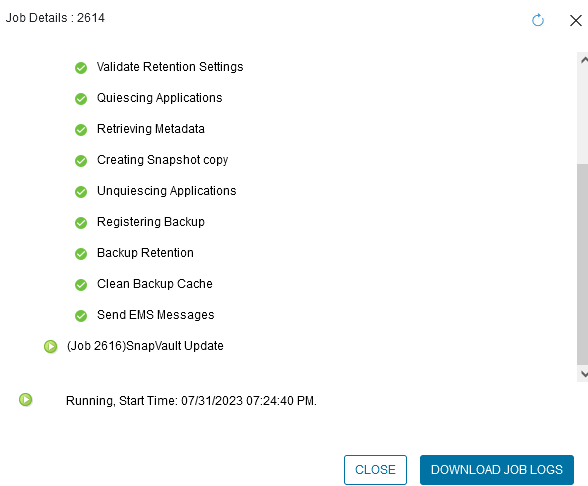 Job Details : 2614
Validate Retention Settings
Quiescing Applications
Retrieving Metadata
Creating Snapshot copy
Unquiescing Applications
Registering Backup
Backup Retention
Clean Backup Cache
Send EMS Messages
(Job 2616)SnapVault Update
Running, Start Time: 07/31/2023 07:24:40 PM.
CLOSE
DOWNLOAD JOB LOGS